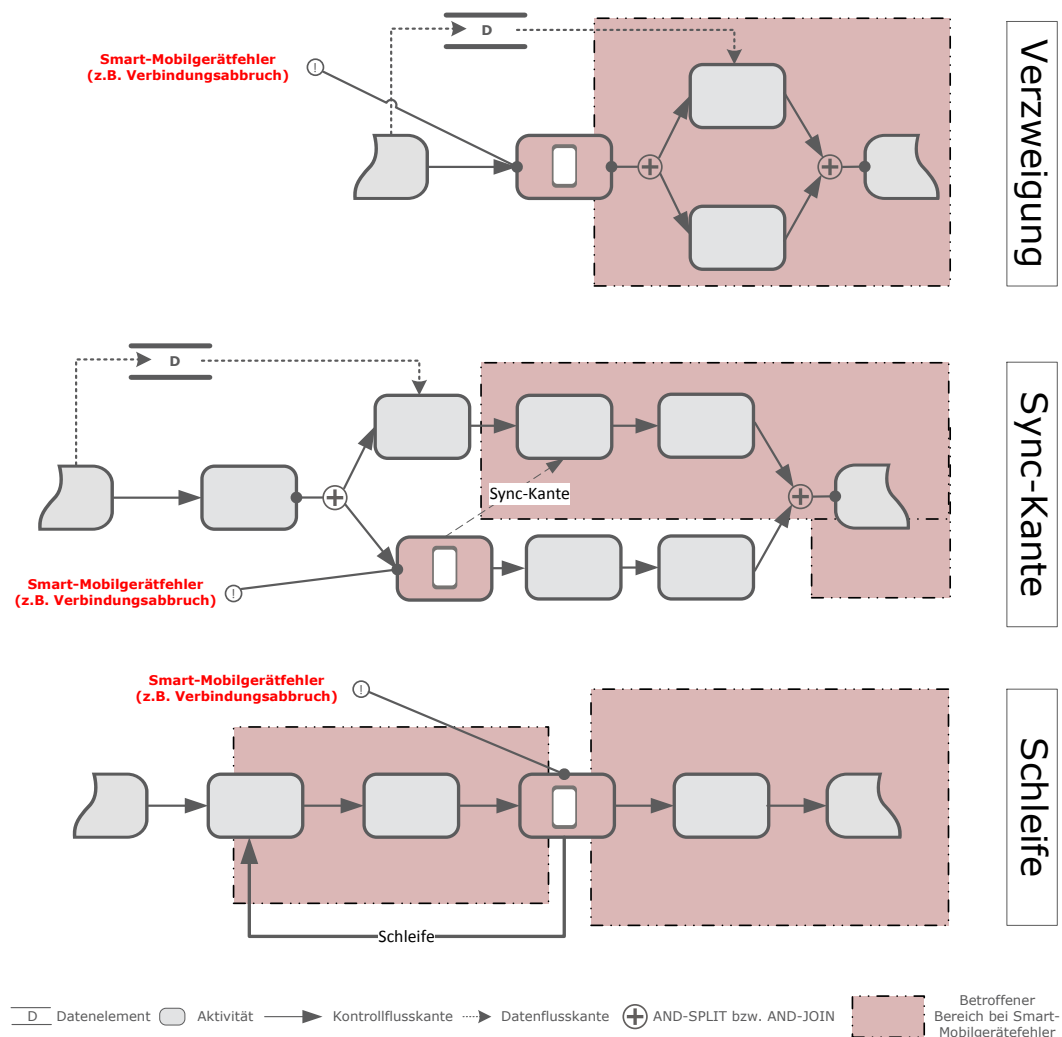 D
Smart-Mobilgerätfehler
(z.B. Verbindungsabbruch)
!
Verzweigung
D
Sync-Kante
Sync-Kante
Smart-Mobilgerätfehler
(z.B. Verbindungsabbruch)
!
Smart-Mobilgerätfehler
(z.B. Verbindungsabbruch)
!
Schleife
Schleife
D Datenelement Aktivität Kontrollflusskante Datenflusskante AND-SPLIT bzw. AND-JOIN
Betroffener
Bereich bei Smart-
Mobilgerätefehler